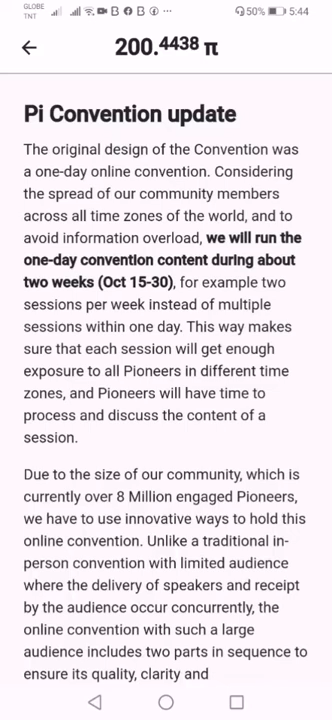 GLOBE
TNT
50% 5:44
200.4438 π
Pi Convention update
The original design of the Convention was
a one-day online convention. Considering
the spread of our community members
across all time zones of the world, and to
avoid information overload, we will run the
one-day convention content during about
two weeks (Oct 15-30), for example two
sessions per week instead of multiple
sessions within one day. This way makes
sure that each session will get enough
exposure to all Pioneers in different time
zones, and Pioneers will have time to
process and discuss the content of a
session.
Due to the size of our community, which is
currently over 8 Million engaged Pioneers,
we have to use innovative ways to hold this
online convention. Unlike a traditional in-
person convention with limited audience
where the delivery of speakers and receipt
by the audience occur concurrently, the
online convention with such a large
audience includes two parts in sequence to
ensure its quality, clarity and